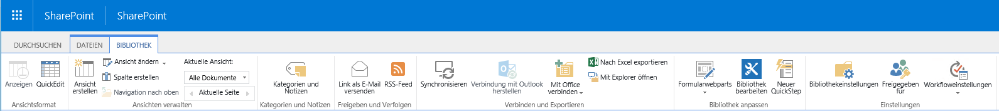 SharePoint SharePoint
DURCHSUCHEN DATEIEN BIBLIOTHEK
Anzeigen
QuickEdit
Ansichtsformat
Ansicht
erstellen
Ansicht ändern
Spalte erstellen
Navigation nach oben
Aktuelle Ansicht:
Alle Dokumente
Aktuelle Seite
Ansichten verwalten
Kategorien und
Notizen
Kategorien und Notizen
Link als E-Mail
versenden
RSS-Feed
Freigeben und Verfolgen
Synchronisieren
Verbindung mit Outlook
herstellen
Mit Office
verbinden
Nach Excel exportieren
Mit Explorer öffnen
Verbinden und Exportieren
Formularwebparts
Bibliothek
bearbeiten
Neuer
QuickStep
Bibliothek anpassen
Bibliothekeinstellungen
Freigegeben
für
Workfloweinstellungen
Einstellungen